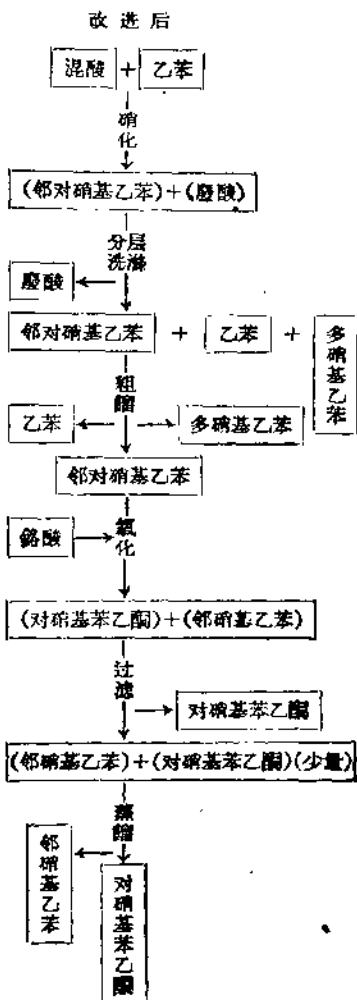 改进后
混酸 + 乙苯
硝化
(邻对硝基乙苯)+(废酸)
分层洗滌
废酸
邻对硝基乙苯 + 乙苯 + 多硝基乙苯
粗餾
乙苯
多硝基乙苯
邻对硝基乙苯
鉻酸
氧化
(对硝基苯乙酮)+(邻硝基乙苯)
过滤
对硝基苯乙酮
(邻硝基乙苯)+(对硝基苯乙酮)(少量)
蒸餾
邻硝基乙苯
对硝基苯乙酮